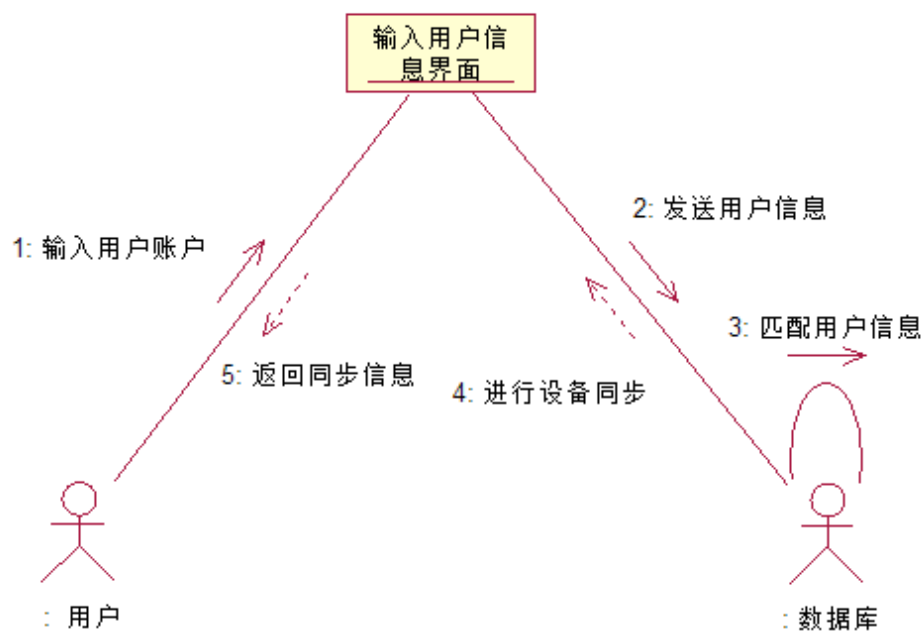 输入用户信
息界面
2: 发送用户信息
1: 输入用户账户
3: 匹配用户信息
5: 返回同步信息
4: 进行设备同步
: 用户
: 数据库